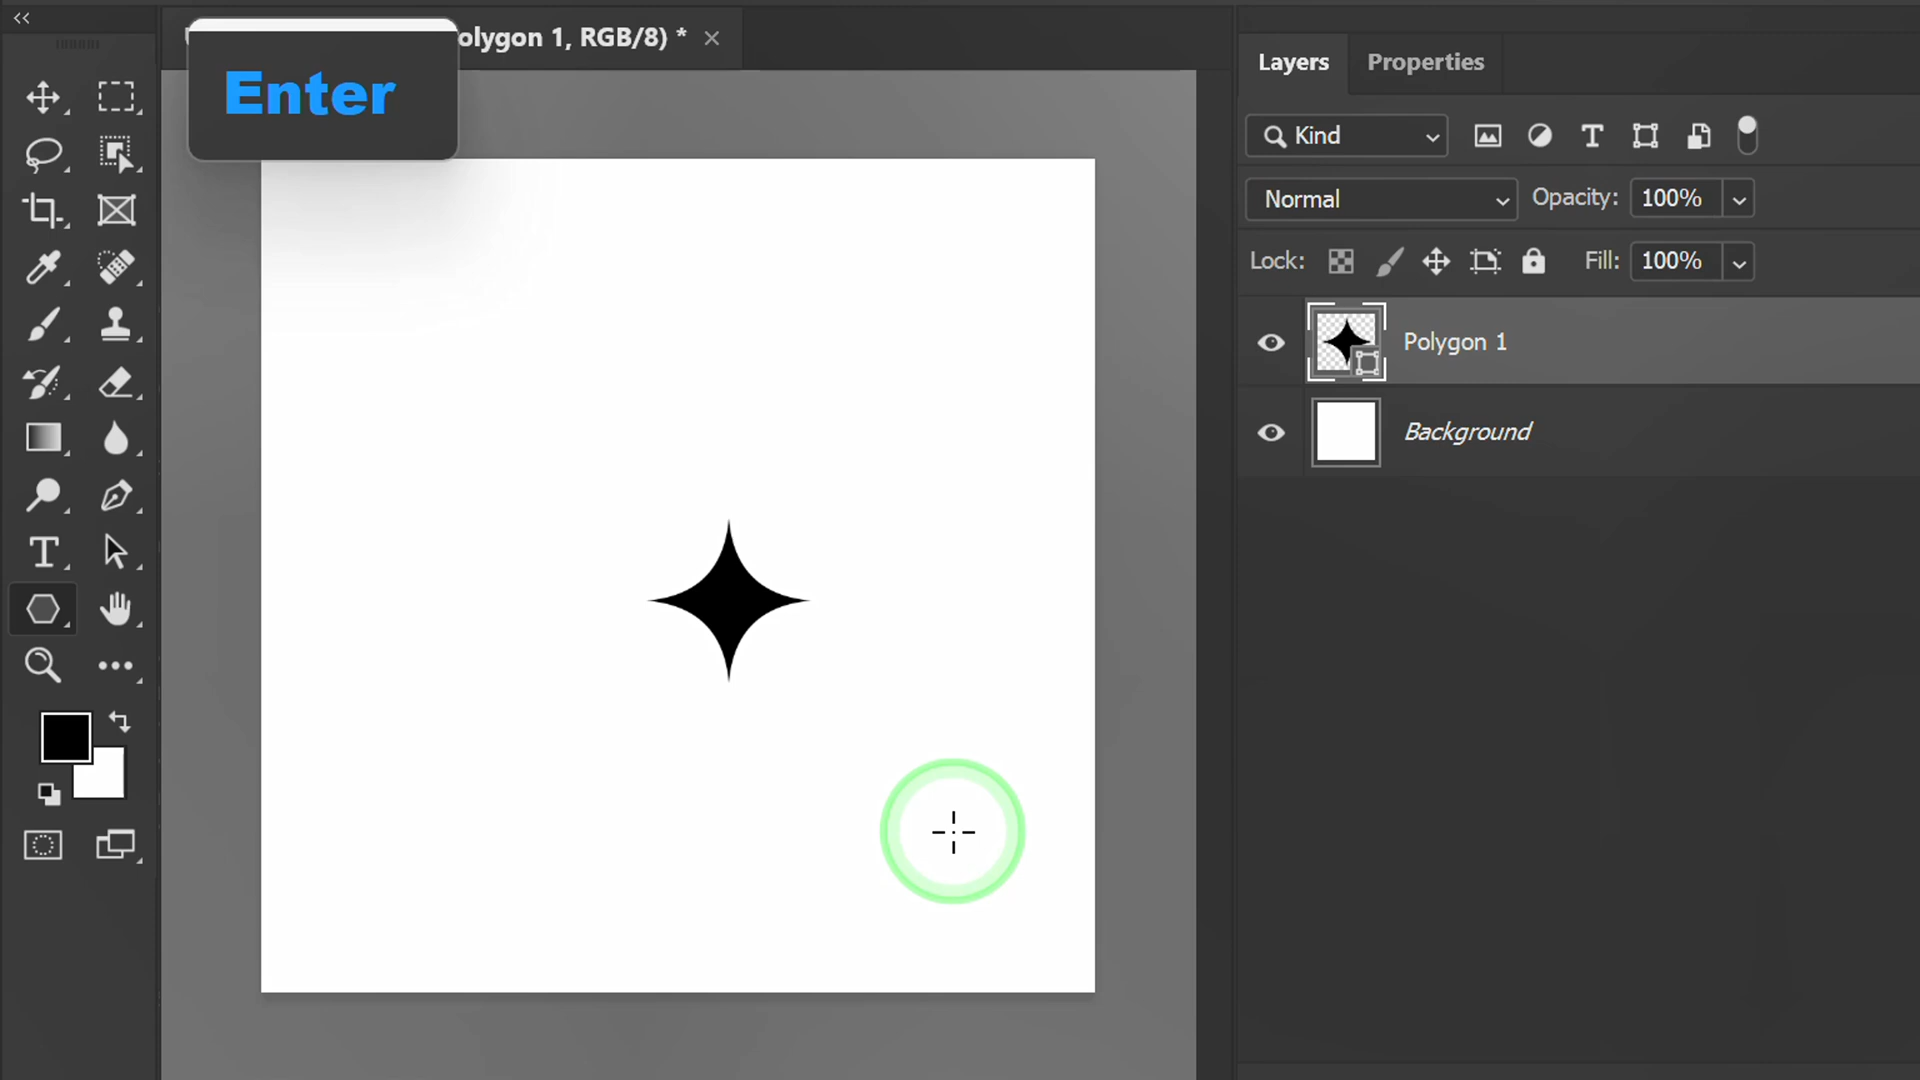 olygon 1, RGB/8) *
Enter
Layers
Properties
Kind
Normal
Opacity:
100%
Lock:
Fill:
100%
Polygon 1
Background